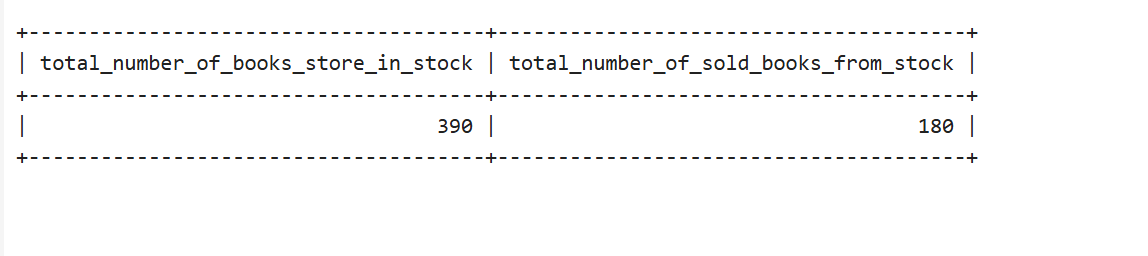 +--------------------------------------+---------------------------------------+
| total_number_of_books_store_in_stock | total_number_of_sold_books_from_stock |
+--------------------------------------+---------------------------------------+
|                                  390 |                                   180 |
+--------------------------------------+---------------------------------------+